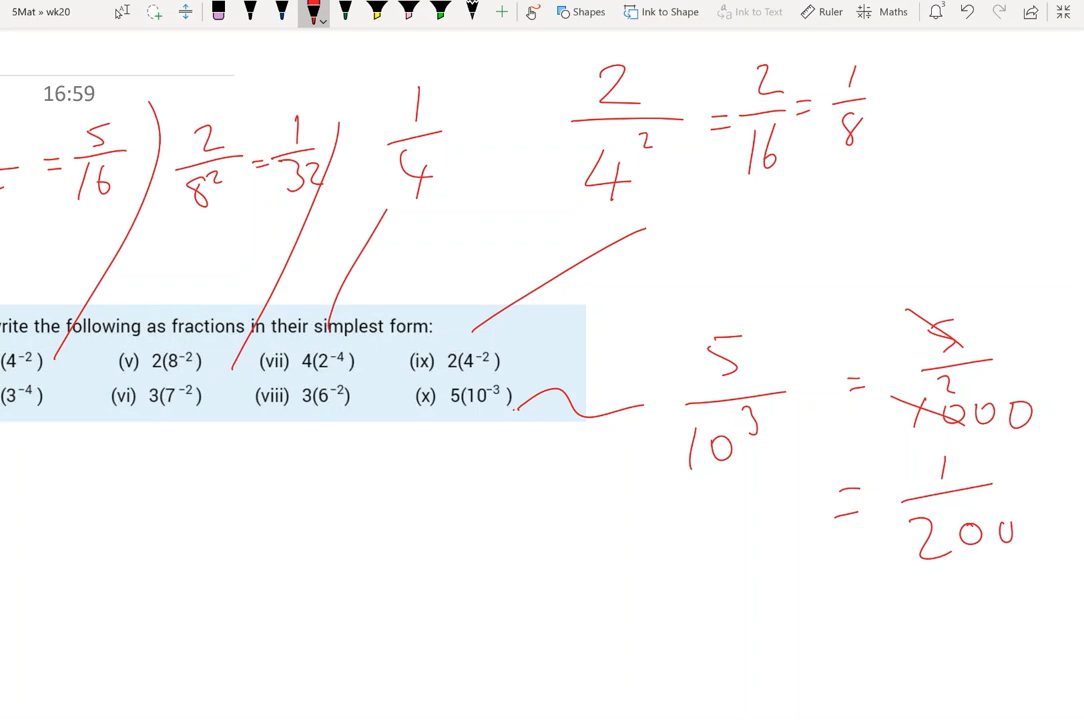 5Mat » wk20 Shapes Ink to Shape Ink to Text Ruler Maths 3
16:59
= 5/16 2/8² = 1/32 1/4 2/4² = 2/16 = 1/8
rite the following as fractions in their simplest form:
(4⁻²) (v) 2(8⁻²) (vii) 4(2⁻⁴) (ix) 2(4⁻²)
(3⁻⁴) (vi) 3(7⁻²) (viii) 3(6⁻²) (x) 5(10⁻³)
5/10³ = 5/1000
2
= 1/200